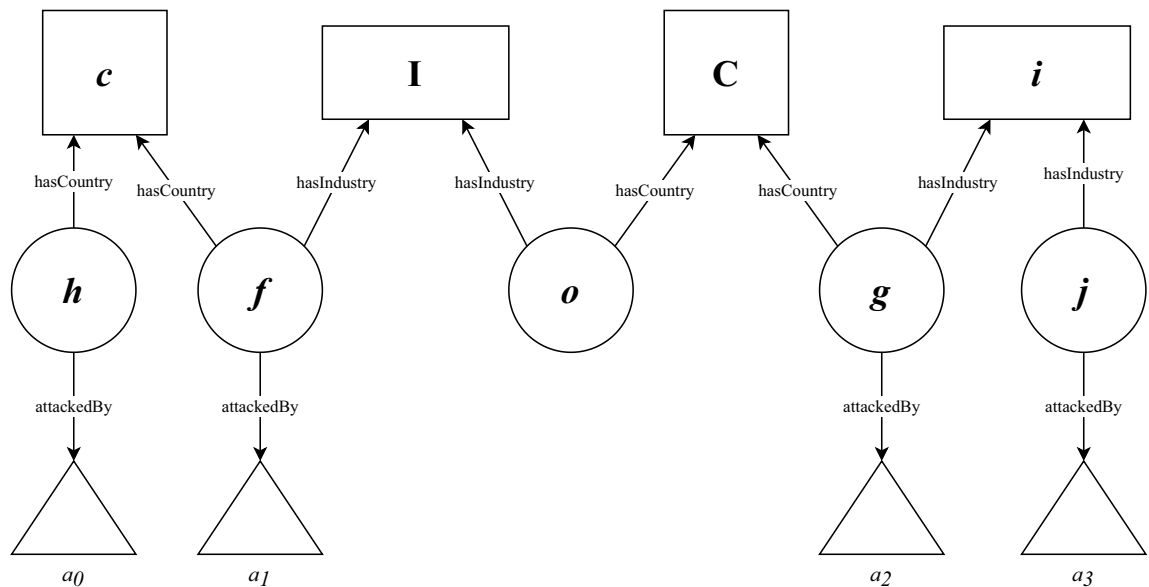 c
I
C
i
hasCountry
hasCountry
hasIndustry
hasIndustry
hasCountry
hasCountry
hasIndustry
hasIndustry
h
f
o
g
j
attackedBy
attackedBy
attackedBy
attackedBy
a0
a1
a2
a3